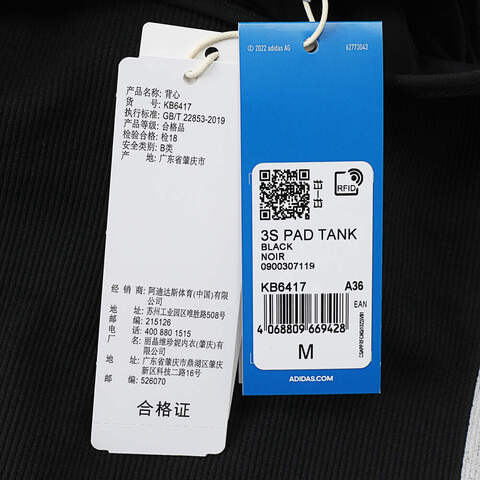 产品名称: 背心
货 号: KB6417
执行标准: GB/T 22853-2019
产品等级: 合格品
检验合格: 检18
安全类别: B类
产 地: 广东省肇庆市
经 销 商: 阿迪达斯体育(中国)有限
公司
地 址: 苏州工业园区唯胜路508号
邮 编: 215126
电 话: 400 880 1515
厂 名: 丽晶维珍妮内衣(肇庆)有
限公司
地 址: 广东省肇庆市鼎湖区肇庆
新区科技二路16号
邮 编: 526070
合格证
© 2022 adidas AG
62773043
RFID
3S PAD TANK
BLACK
NOIR
0900307119
KB6417 A36
EAN
4 068809 669428
M
ADIDAS.COM